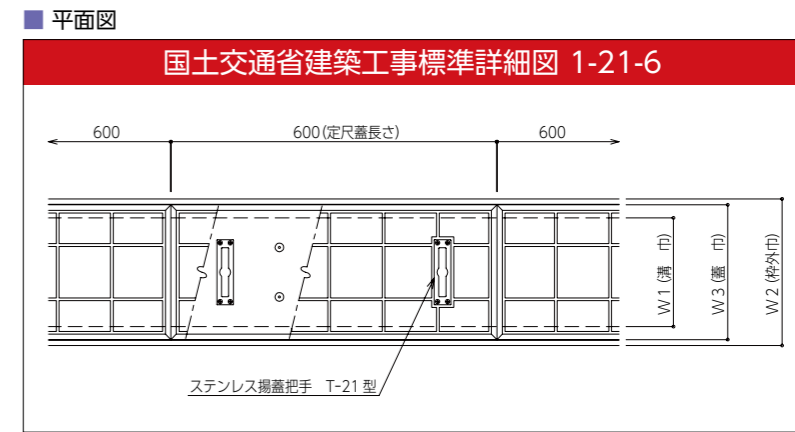 平面図
国土交通省建築工事標準詳細図 1-21-6
600
600(定尺蓋長さ)
600
W1(溝 巾)
W3(蓋 巾)
W2(枠外巾)
ステンレス揚蓋把手 T-21型